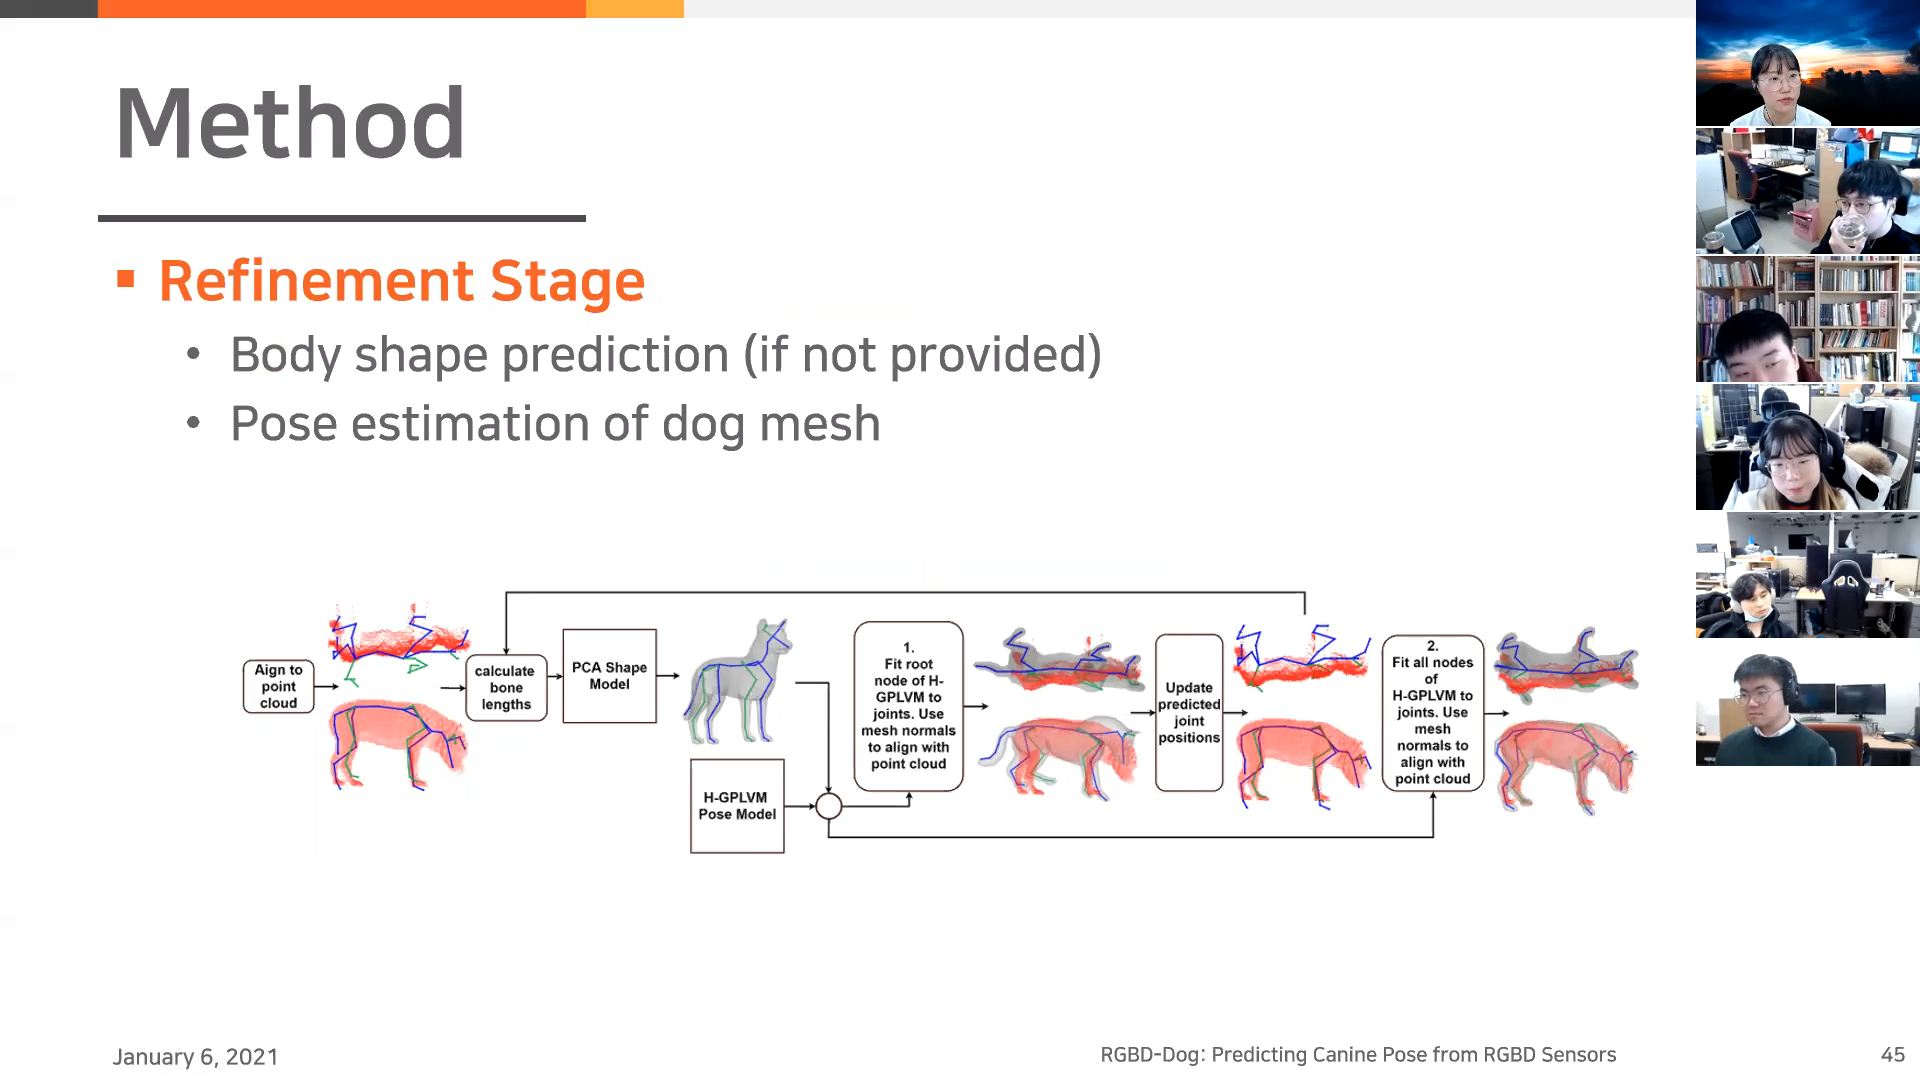 Method
Refinement Stage
• Body shape prediction (if not provided)
• Pose estimation of dog mesh
Aign to
point
cloud
calculate
bone
lengths
PCA Shape
Model
H-GPLVM
Pose Model
1.
Fit root
node of H-
GPLVM to
joints. Use
mesh normals
to align with
point cloud
Update
predicted
joint
positions
2.
Fit all nodes
of
H-GPLVM to
joints. Use
mesh
normals to
align with
point cloud
January 6, 2021
RGBD-Dog: Predicting Canine Pose from RGBD Sensors
45